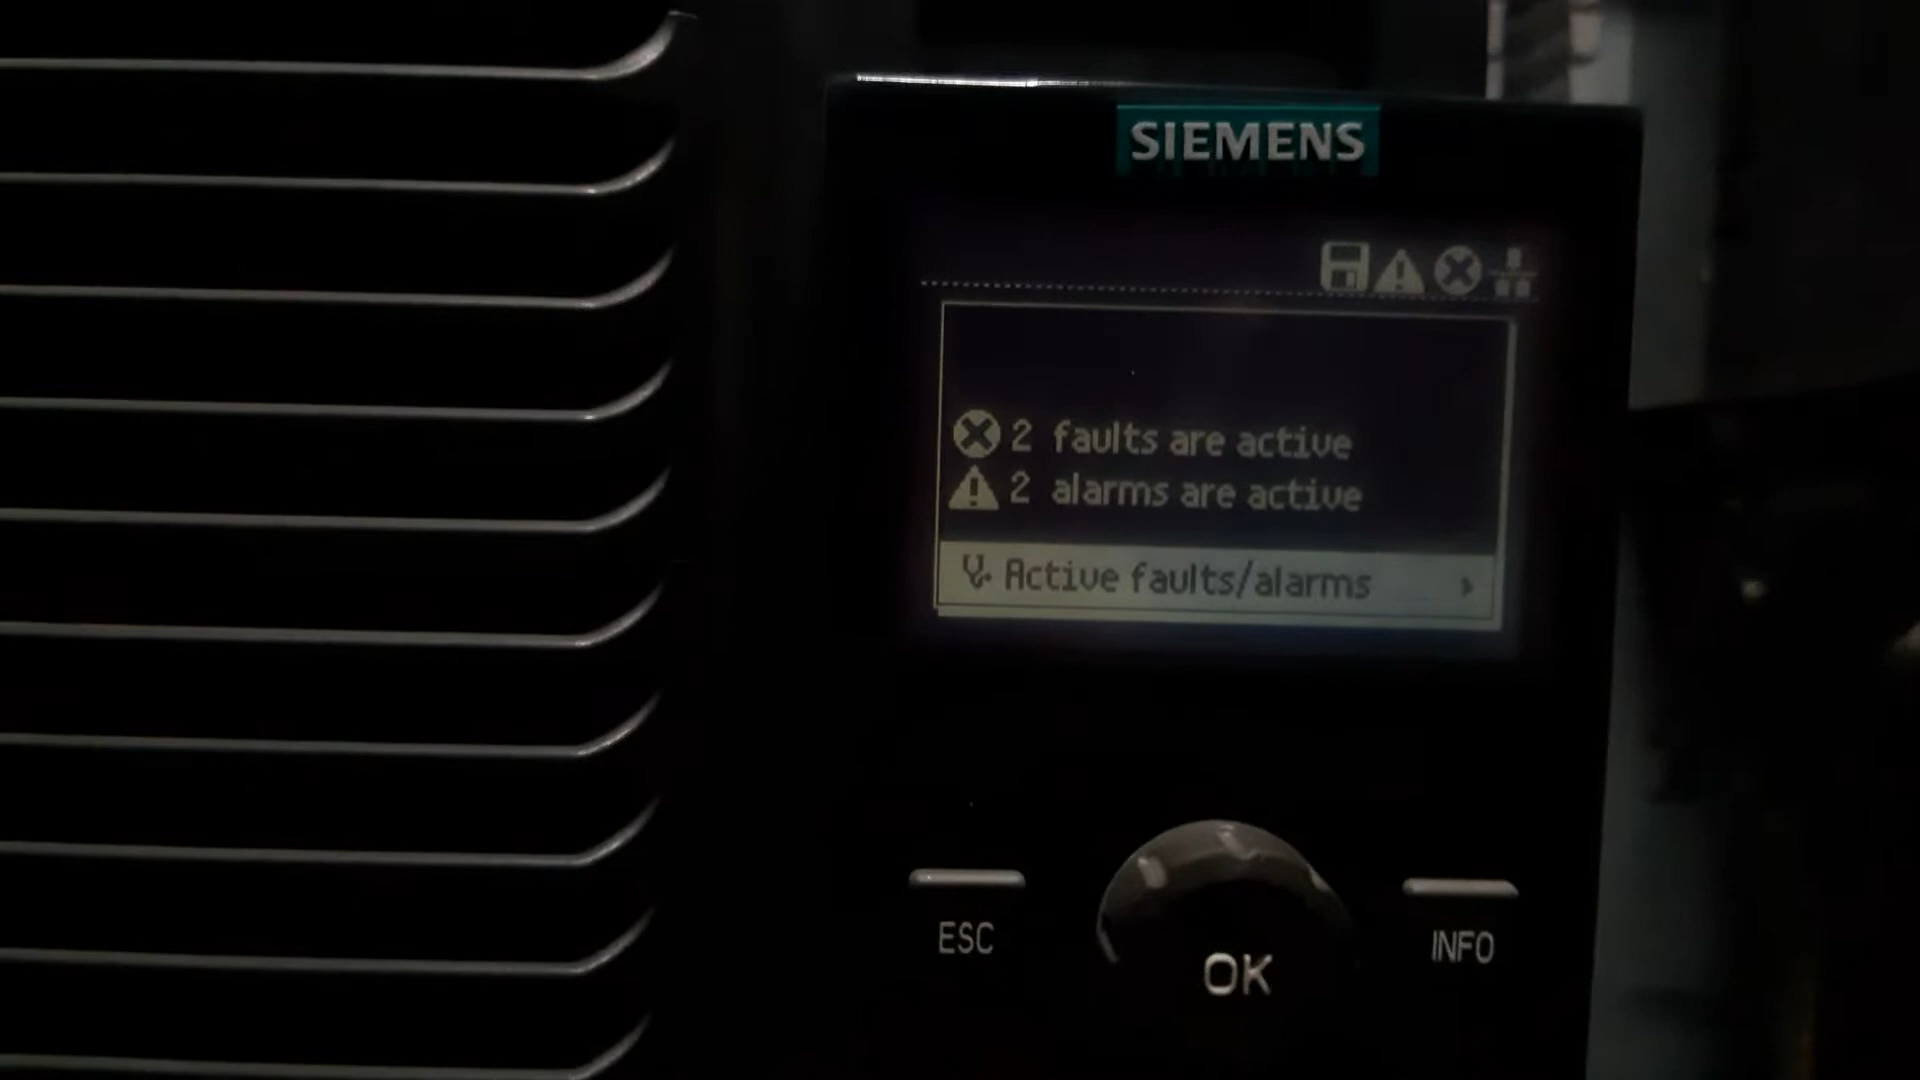 SIEMENS
2 faults are active
2 alarms are active
Active faults/alarms
ESC
OK
INFO